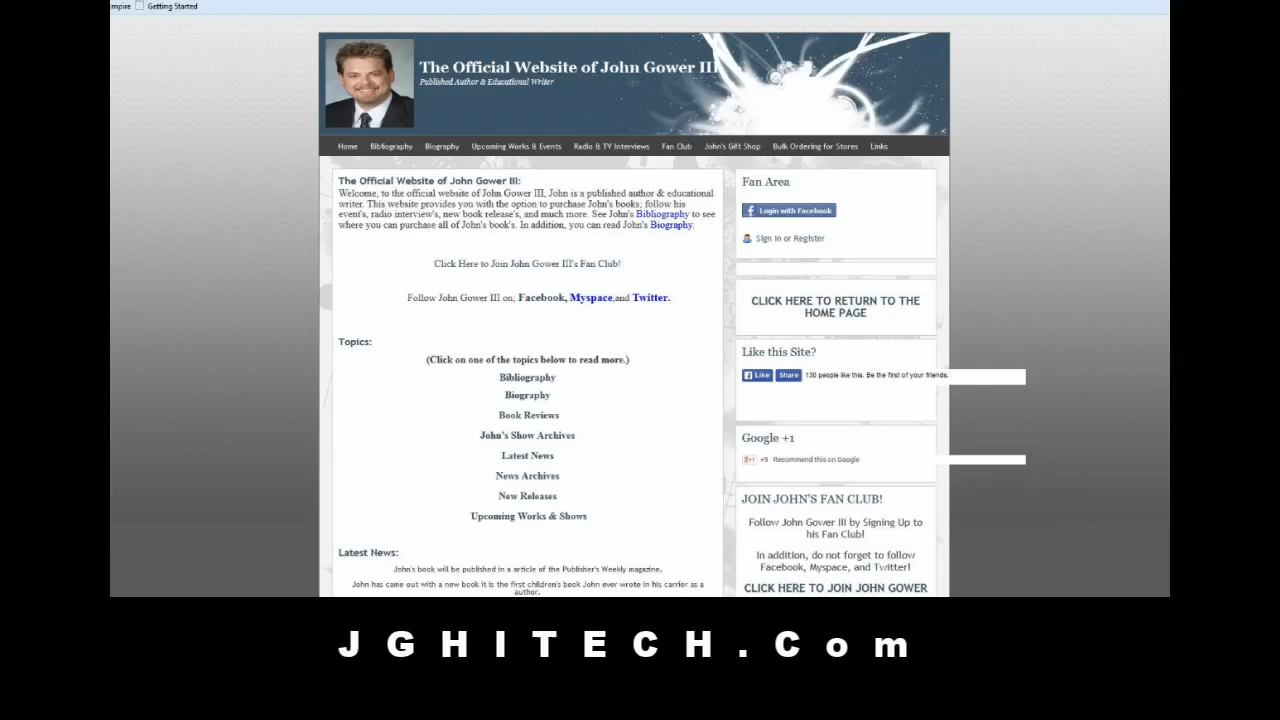 mpire Getting Started
The Official Website of John Gower III
Published Author & Educational Writer
Home Bibliography Biography Upcoming Works & Events Radio & TV Interviews Fan Club John's Gift Shop Bulk Ordering for Stores Links
The Official Website of John Gower III:
Welcome, to the official website of John Gower III, John is a published author & educational
writer. This website provides you with the option to purchase John's books; follow his
event's, radio interview's, new book release's, and much more. See John's Bibliography to see
where you can purchase all of John's book's. In addition, you can read John's Biography.
Click Here to Join John Gower III's Fan Club!
Follow John Gower III on; Facebook, Myspace,and Twitter.
Topics:
(Click on one of the topics below to read more.)
Bibliography
Biography
Book Reviews
John's Show Archives
Latest News
News Archives
New Releases
Upcoming Works & Shows
Latest News:
John's book will be published in a article of the Publisher's Weekly magazine.
John has came out with a new book it is the first children's book John ever wrote in his carrier as a
author.
Fan Area
Login with Facebook
Sign In or Register
CLICK HERE TO RETURN TO THE
HOME PAGE
Like this Site?
Like Share 130 people like this. Be the first of your friends.
Google +1
g+1 +9 Recommend this on Google
JOIN JOHN'S FAN CLUB!
Follow John Gower III by Signing Up to
his Fan Club!
In addition, do not forget to follow
Facebook, Myspace, and Twitter!
CLICK HERE TO JOIN JOHN GOWER
JGHITECH.Com